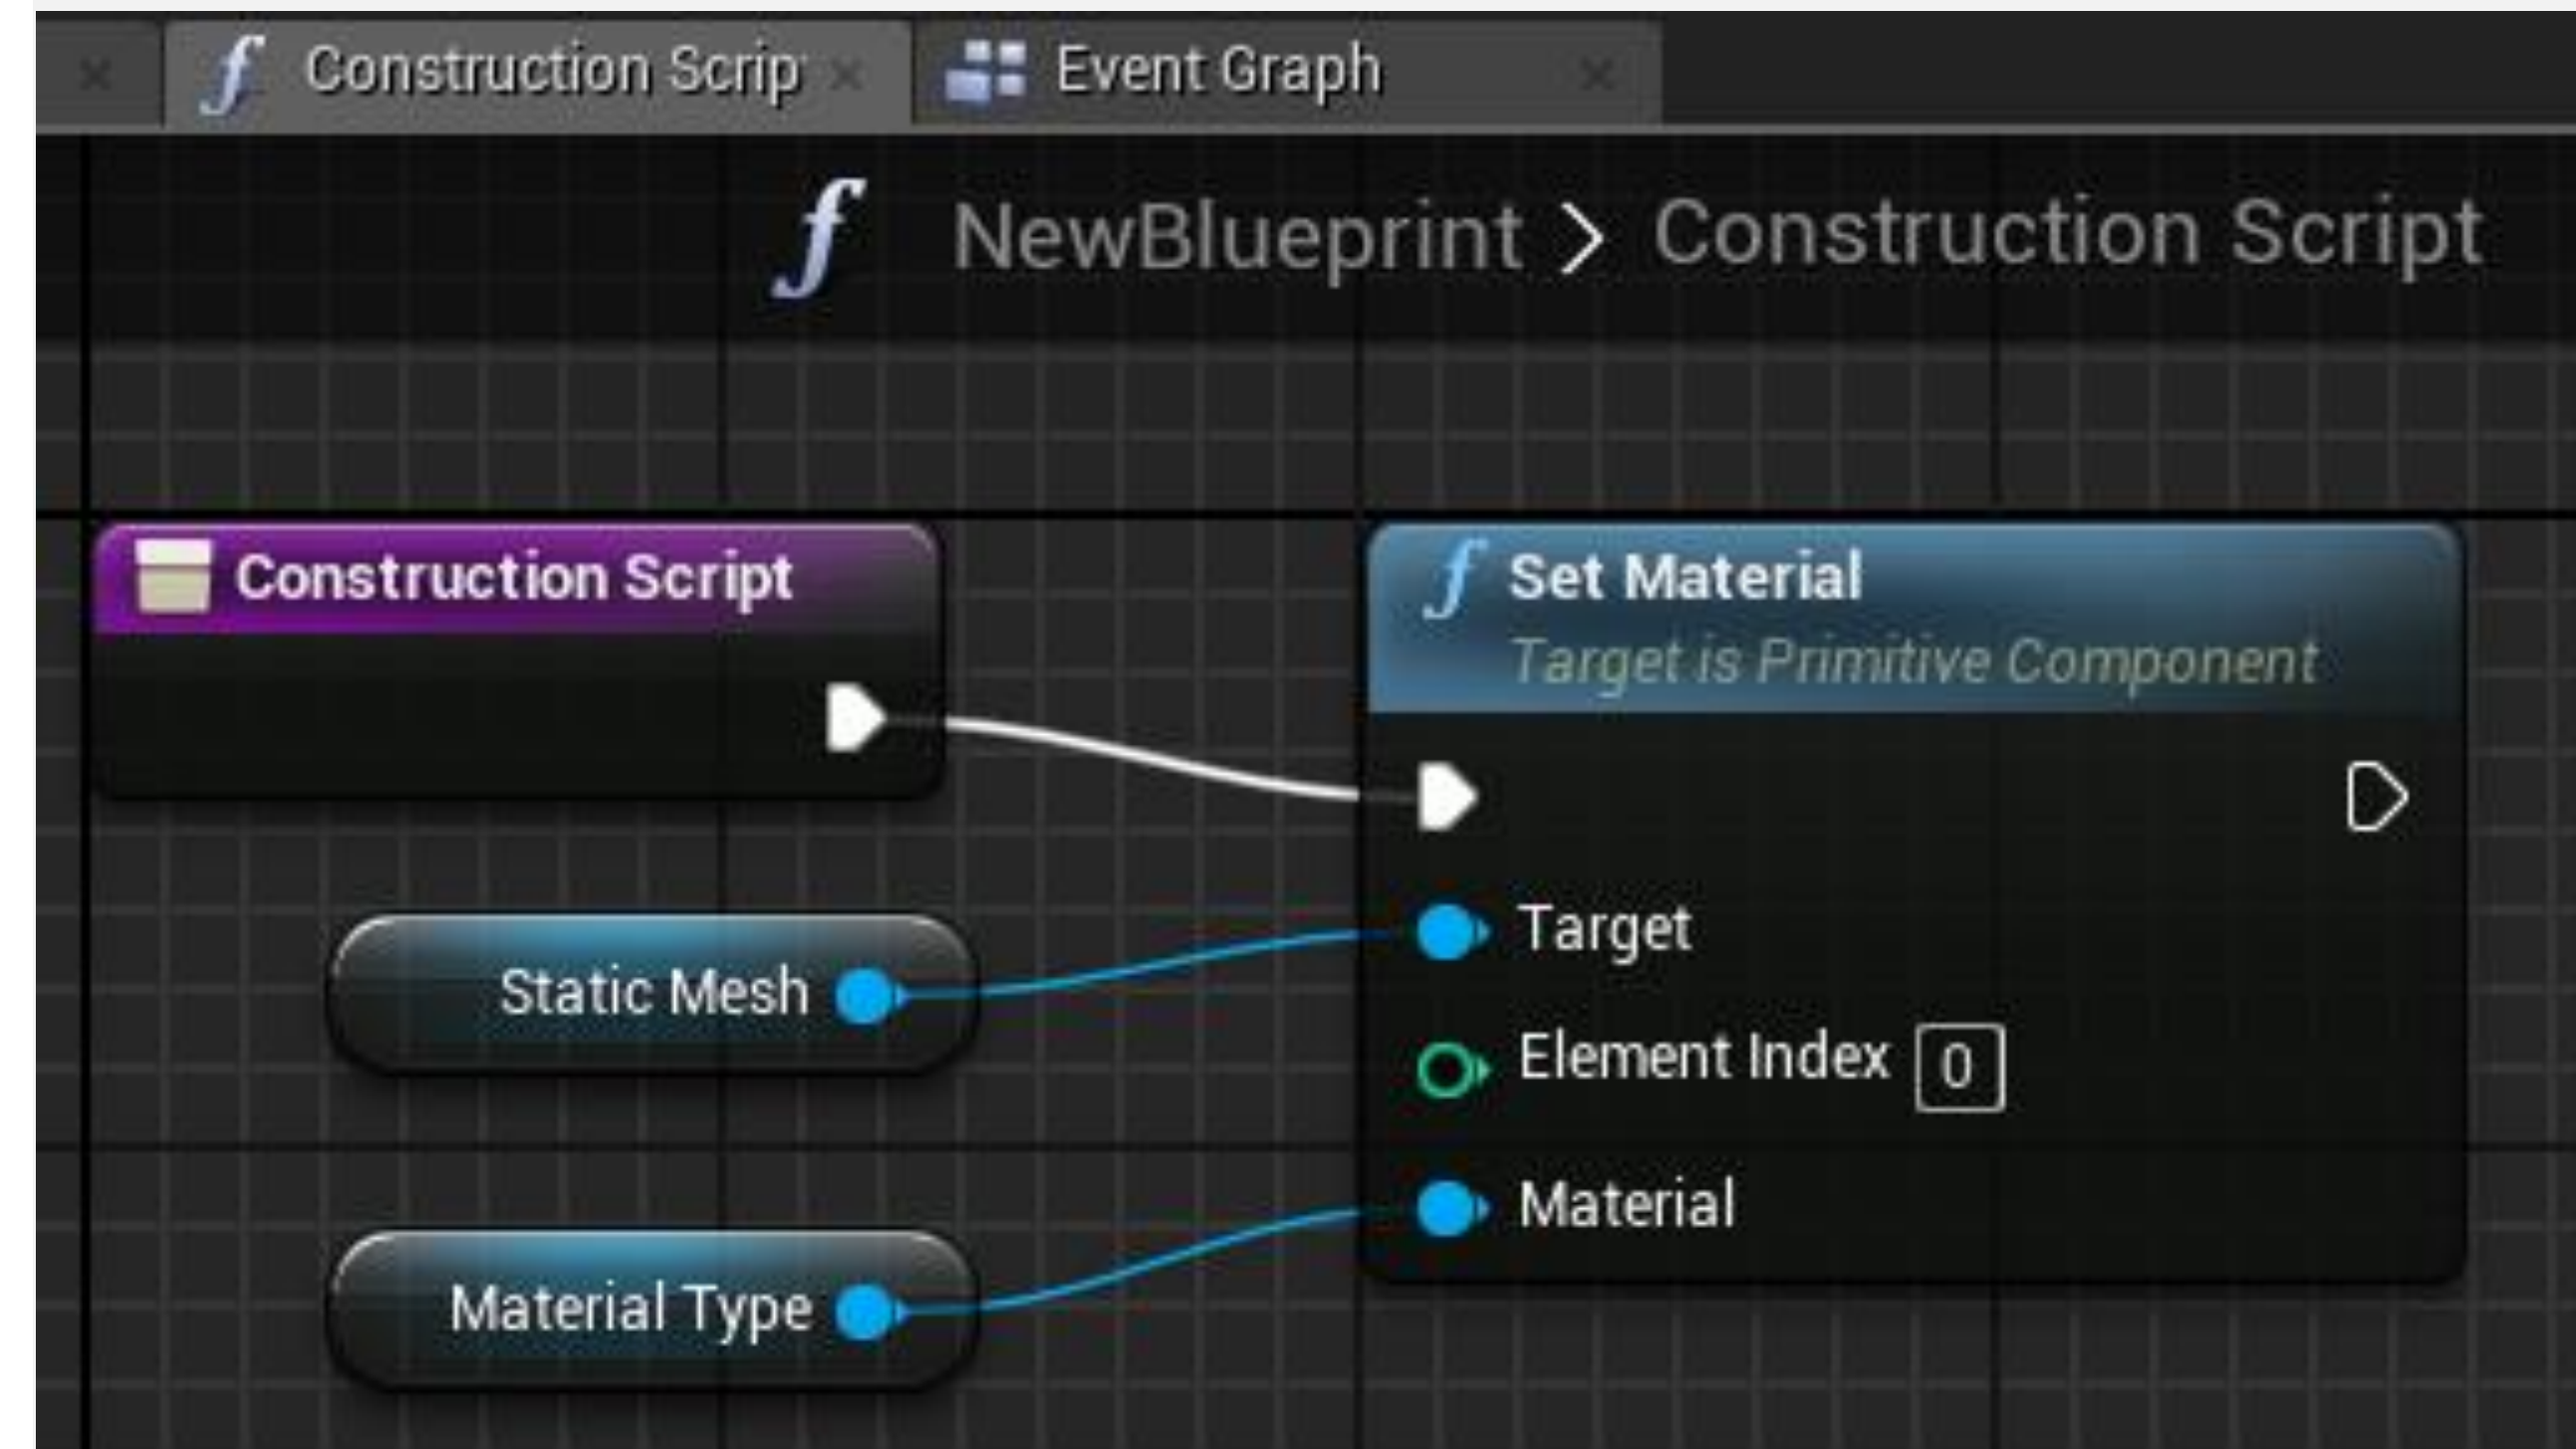 Construction Scrip
Event Graph
NewBlueprint > Construction Script
Construction Script
Set Material
Target is Primitive Component
Target
Static Mesh
Element Index 0
Material
Material Type